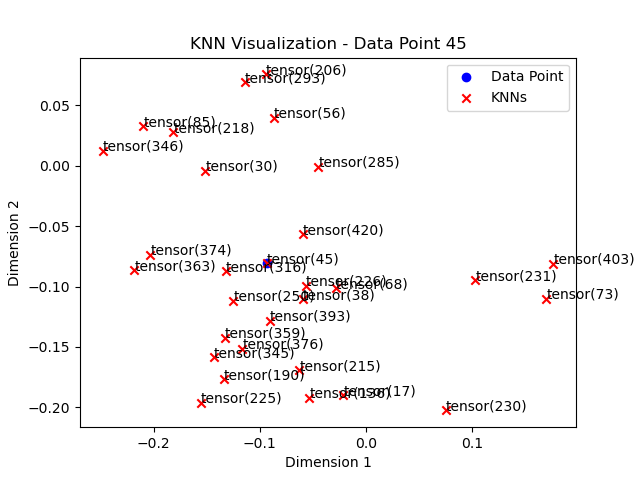 KNN Visualization - Data Point 45
Data Point
KNNs
tensor(206)
tensor(293)
tensor(56)
tensor(85)
tensor(218)
tensor(346)
tensor(30)
tensor(285)
tensor(420)
tensor(374)
tensor(363)
tensor(316)
tensor(45)
tensor(403)
tensor(231)
tensor(73)
tensor(226)
tensor(68)
tensor(38)
tensor(393)
tensor(359)
tensor(376)
tensor(345)
tensor(190)
tensor(215)
tensor(225)
tensor(17)
tensor(230)
0.05
0.00
−0.05
−0.10
−0.15
−0.20
Dimension 2
−0.2
−0.1
0.0
0.1
Dimension 1